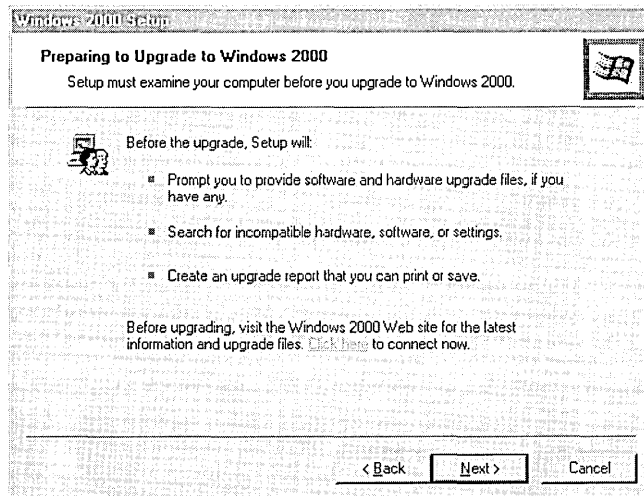 Windows 2000 Setup
Preparing to Upgrade to Windows 2000
Setup must examine your computer before you upgrade to Windows 2000.
Before the upgrade, Setup will:
Prompt you to provide software and hardware upgrade files, if you
have any.
Search for incompatible hardware, software, or settings.
Create an upgrade report that you can print or save.
Before upgrading, visit the Windows 2000 Web site for the latest
information and upgrade files. Click here to connect now.
< Back
Next >
Cancel